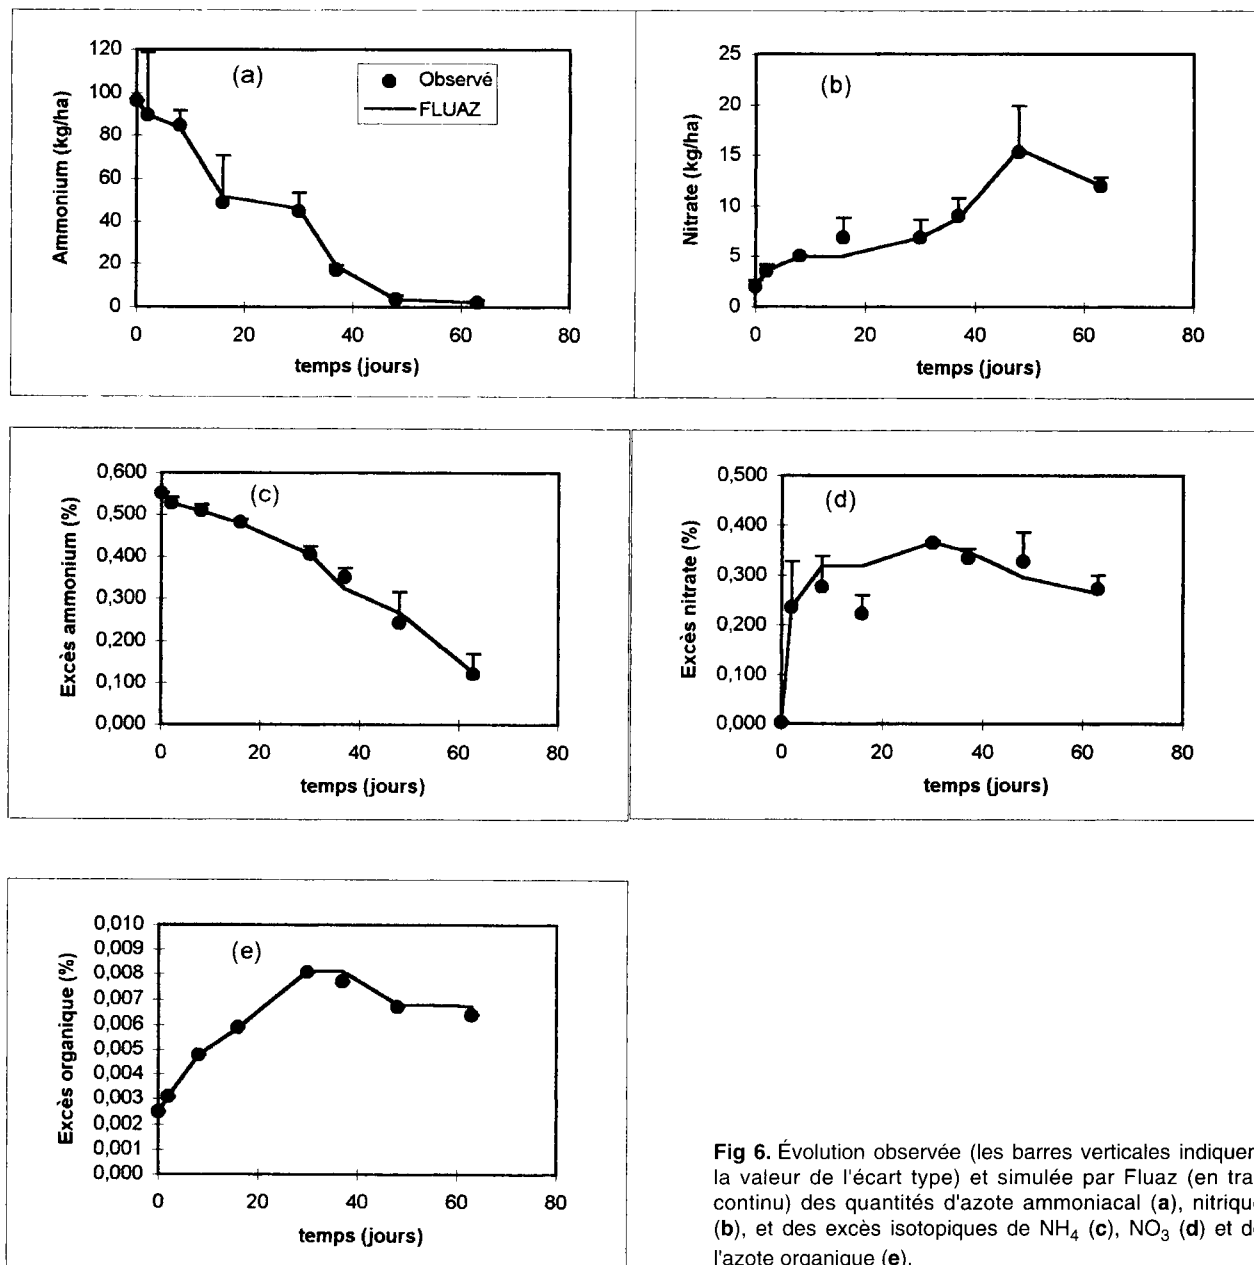 120
100
80
60
40
20
0
Ammonium (kg/ha)
(a)
Observé
FLUAZ
0 20 40 60 80
temps (jours)
25
20
15
10
5
0
Nitrate (kg/ha)
(b)
0 20 40 60 80
temps (jours)
0,600
0,500
0,400
0,300
0,200
0,100
0,000
Excès ammonium (%)
(c)
0 20 40 60 80
temps (jours)
0,500
0,400
0,300
0,200
0,100
0,000
Excès nitrate (%)
(d)
0 20 40 60 80
temps (jours)
0,010
0,009
0,008
0,007
0,006
0,005
0,004
0,003
0,002
0,001
0,000
Excès organique (%)
(e)
0 20 40 60 80
temps (jours)
Fig 6. Évolution observée (les barres verticales indiquen
la valeur de l'écart type) et simulée par Fluaz (en trai
continu) des quantités d'azote ammoniacal (a), nitrique
(b), et des excès isotopiques de NH4 (c), NO3 (d) et de
l'azote organique (e).